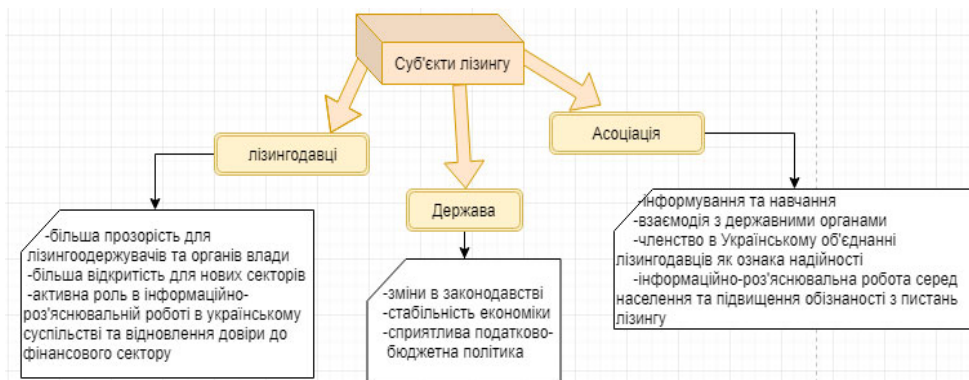 Суб'єкти лізингу
лізингодавці
Держава
Асоціація
-більша прозорість для
лізингоодержувачів та органів влади
-більша відкритість для нових секторів
-активна роль в інформаційно-
роз'яснювальній роботі в українському
суспільстві та відновлення довіри до
фінансового сектору
-зміни в законодавстві
-стабільність економіки
-сприятлива податково-
бюджетна політика
-інформування та навчання
-взаємодія з державними органами
-членство в Українському об'єднанні
лізингодавців як ознака надійності
-інформаційно-роз'яснювальна робота серед
населення та підвищення обізнаності з пистань
лізингу